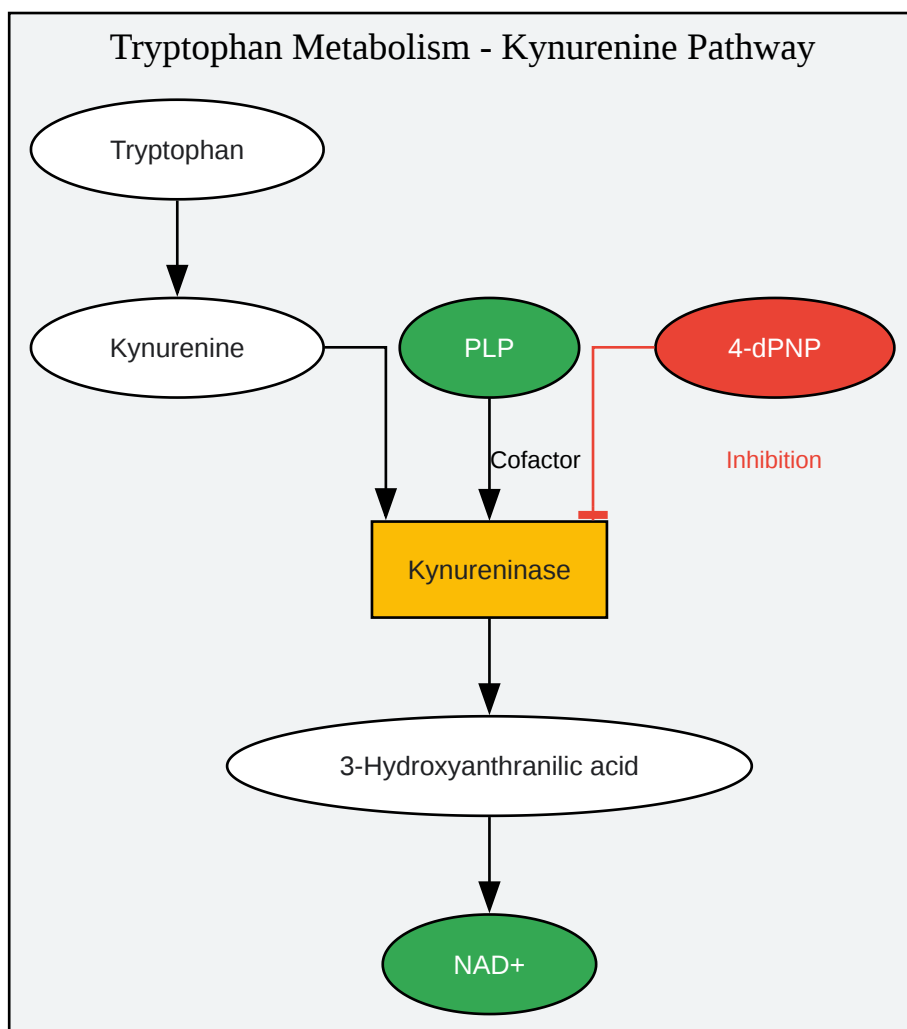 Tryptophan Metabolism - Kynurenine Pathway
Tryptophan
Kynurenine
PLP
4-dPNP
Cofactor
Inhibition
Kynureninase
3-Hydroxyanthranilic acid
NAD+